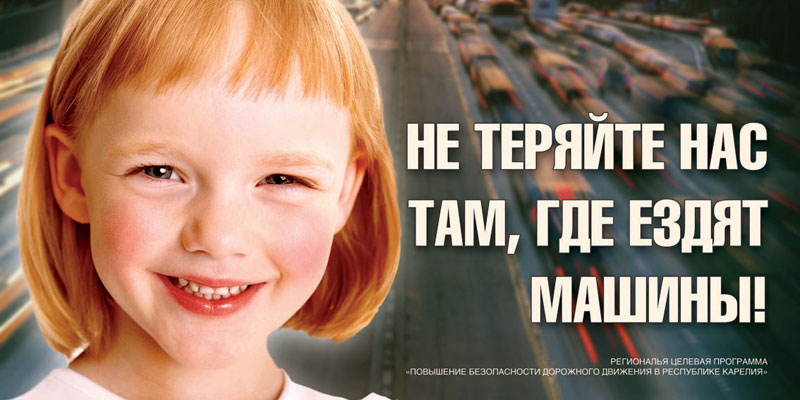 НЕ ТЕРЯЙТЕ НАС
ТАМ, ГДЕ ЕЗДЯТ
МАШИНЫ!
РЕГИОНАЛЬЯ ЦЕЛЕВАЯ ПРОГРАММА
«ПОВЫШЕНИЕ БЕЗОПАСНОСТИ ДОРОЖНОГО ДВИЖЕНИЯ В РЕСПУБЛИКЕ КАРЕЛИЯ»